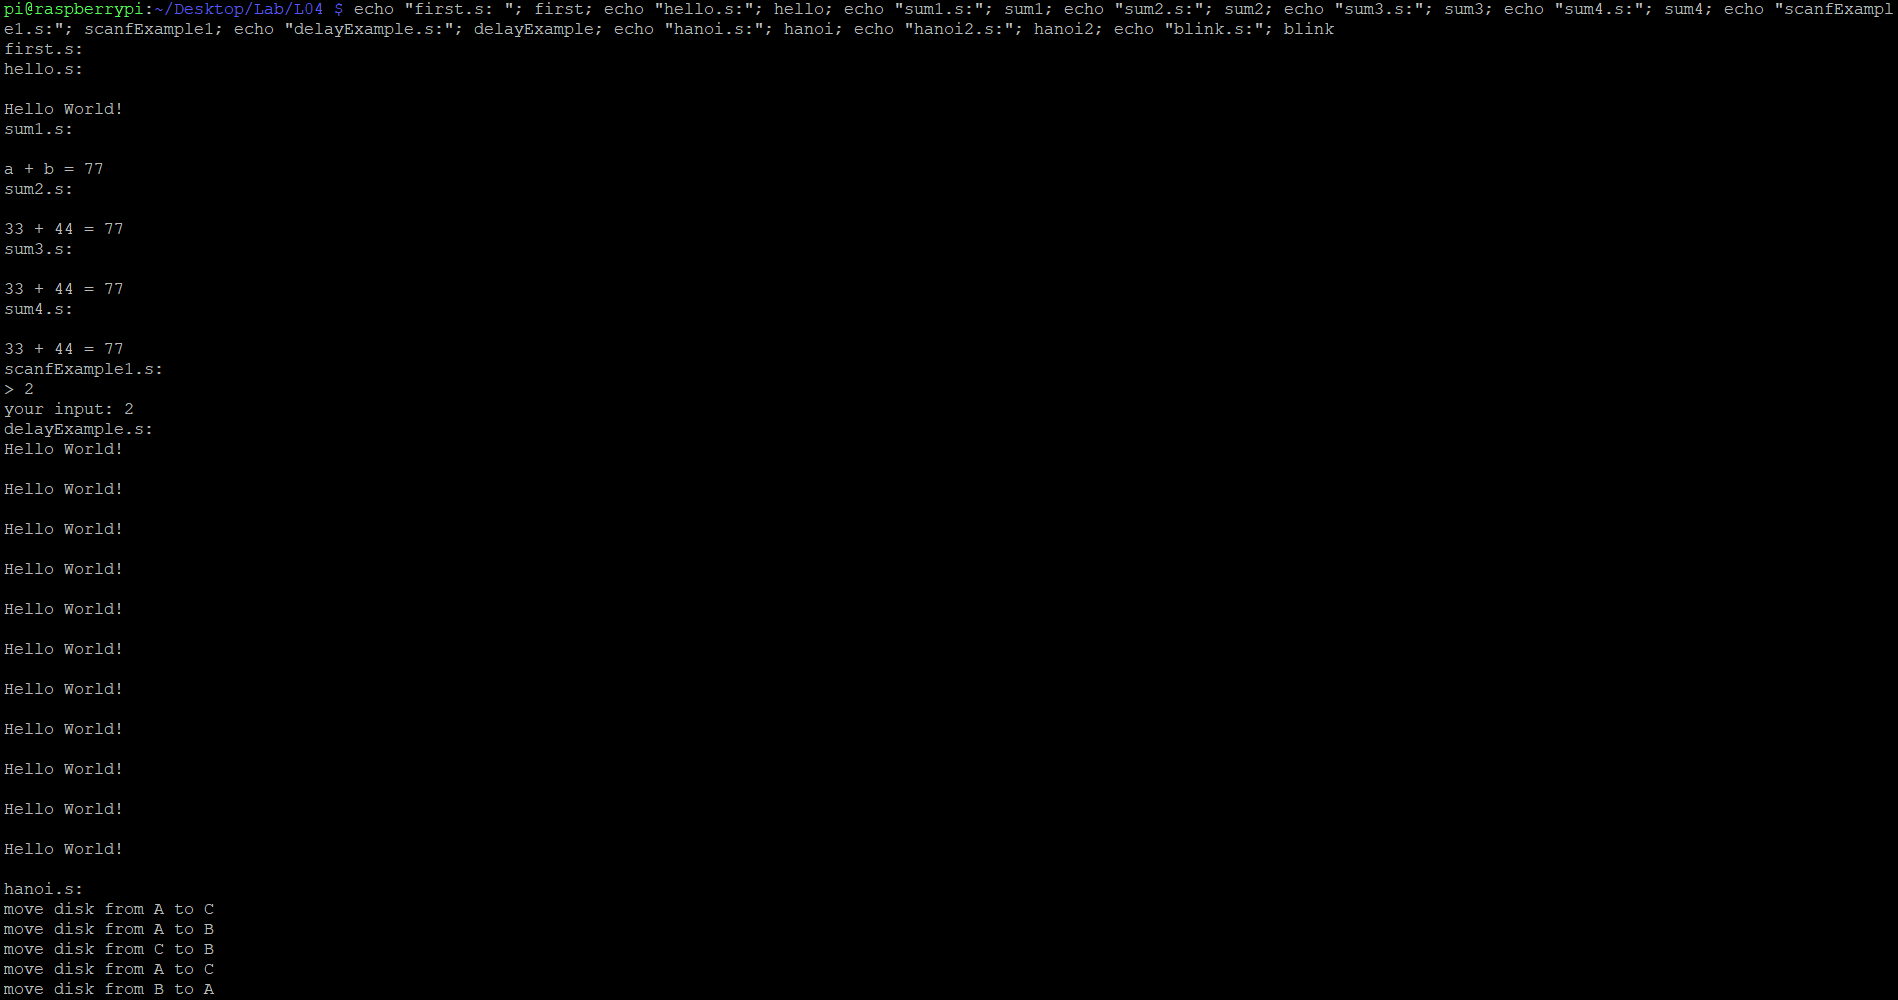 pi@raspberrypi:~/Desktop/Lab/L04 $ echo "first.s: "; first; echo "hello.s:"; hello; echo "sum1.s:"; sum1; echo "sum2.s:"; sum2; echo "sum3.s:"; sum3; echo "sum4.s:"; sum4; echo "scanfExampl
e1.s:"; scanfExample1; echo "delayExample.s:"; delayExample; echo "hanoi.s:"; hanoi; echo "hanoi2.s:"; hanoi2; echo "blink.s:"; blink
first.s:
hello.s:
Hello World!
sum1.s:
a + b = 77
sum2.s:
33 + 44 = 77
sum3.s:
33 + 44 = 77
sum4.s:
33 + 44 = 77
scanfExample1.s:
> 2
your input: 2
delayExample.s:
Hello World!
Hello World!
Hello World!
Hello World!
Hello World!
Hello World!
Hello World!
Hello World!
Hello World!
Hello World!
Hello World!
hanoi.s:
move disk from A to C
move disk from A to B
move disk from C to B
move disk from A to C
move disk from B to A